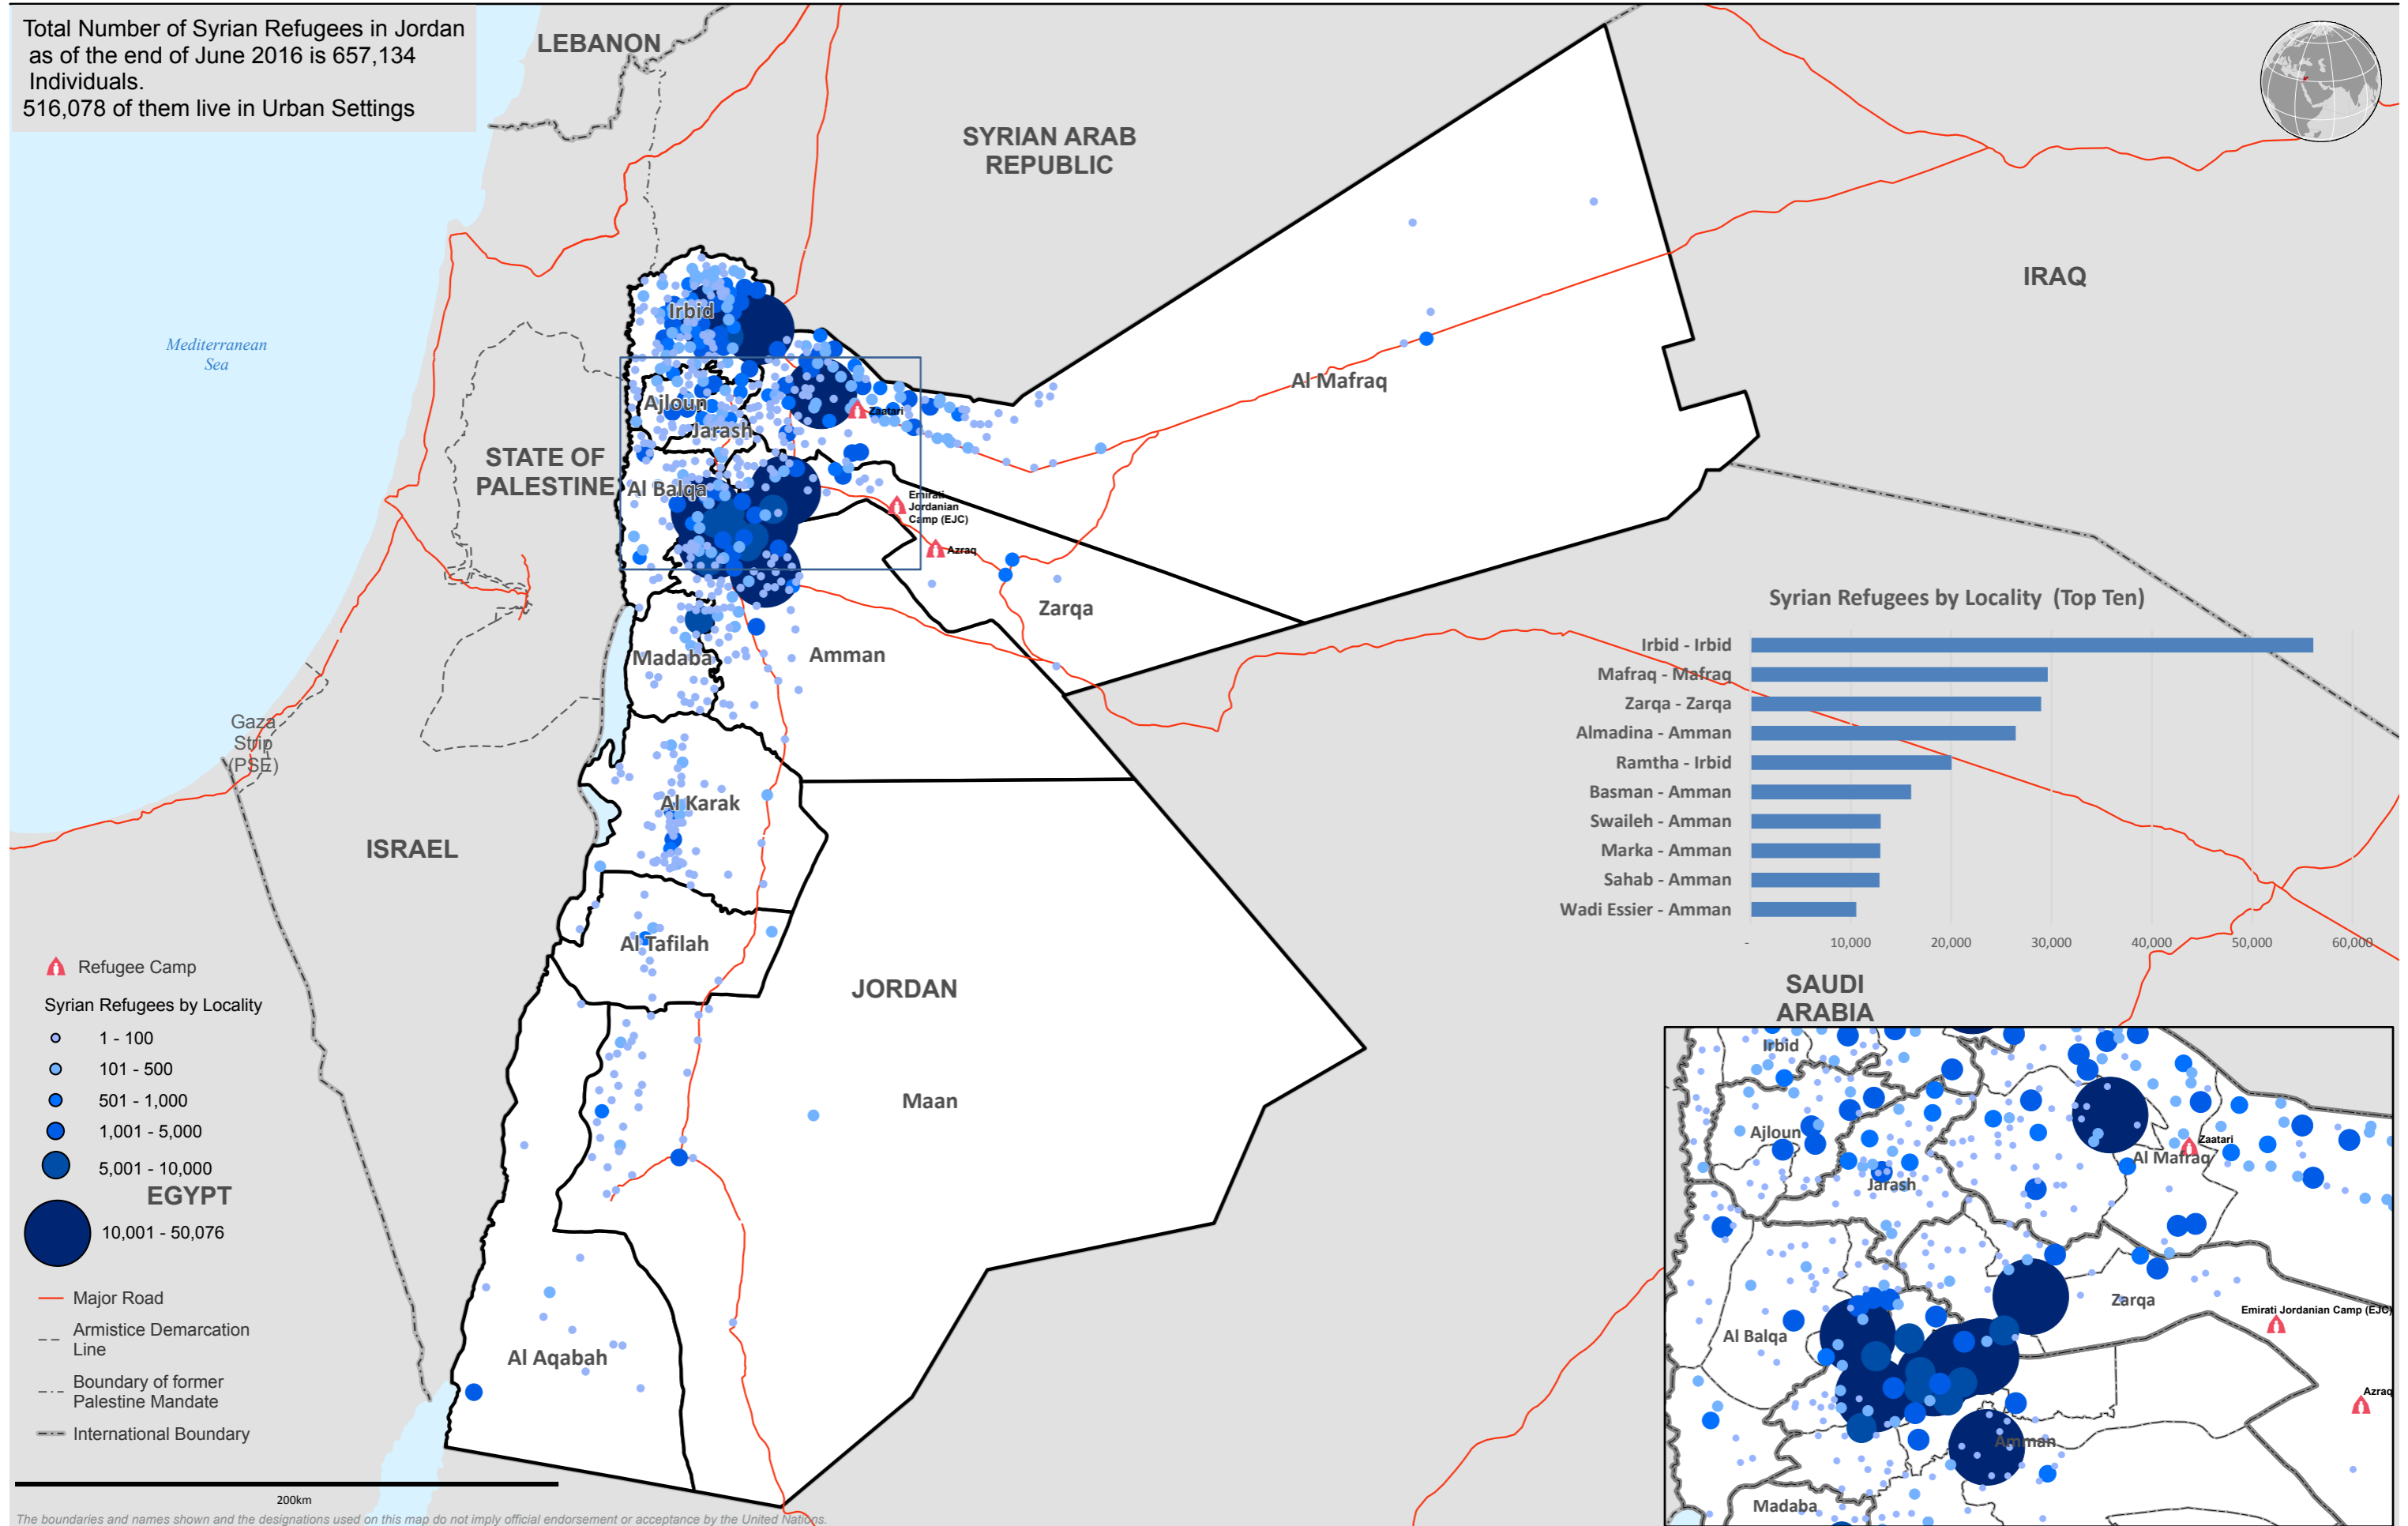 Total Number of Syrian Refugees in Jordan
as of the end of June 2016 is 657,134
Individuals.
516,078 of them live in Urban Settings
LEBANON
SYRIAN ARAB
REPUBLIC
IRAQ
Mediterranean
Sea
Irbid
Al Mafraq
Ajloun
Zaatari
Jarash
STATE OF
PALESTINE
Al Balqa
Emirati
Jordanian
Camp (EJC)
Azraq
Zarqa
Madaba
Amman
Gaza
Strip
(PSE)
Al Karak
ISRAEL
Al Tafilah
JORDAN
Maan
Al Aqabah
EGYPT
SAUDI
ARABIA
Syrian Refugees by Locality (Top Ten)
Irbid - Irbid
Mafraq - Mafraq
Zarqa - Zarqa
Almadina - Amman
Ramtha - Irbid
Basman - Amman
Swaileh - Amman
Marka - Amman
Sahab - Amman
Wadi Essier - Amman
- 10,000 20,000 30,000 40,000 50,000 60,000
Refugee Camp
Syrian Refugees by Locality
1 - 100
101 - 500
501 - 1,000
1,001 - 5,000
5,001 - 10,000
10,001 - 50,076
Major Road
Armistice Demarcation
Line
Boundary of former
Palestine Mandate
International Boundary
200km
The boundaries and names shown and the designations used on this map do not imply official endorsement or acceptance by the United Nations.
Irbid
Ajloun
Zaatari
Al Mafraq
Jarash
Zarqa
Emirati Jordanian Camp (EJC)
Al Balqa
Azraq
Amman
Madaba